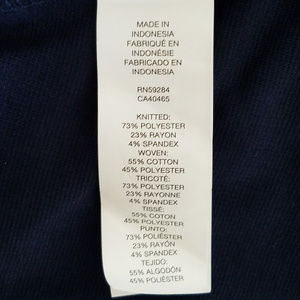 MADE IN
INDONESIA
FABRIQUÉ EN
INDONÉSIE
FABRICADO EN
INDONESIA
RN59284
CA40465
KNITTED:
73% POLYESTER
23% RAYON
4% SPANDEX
WOVEN:
55% COTTON
45% POLYESTER
TRICOTÉ:
73% POLYESTER
23% RAYONNE
4% SPANDEX
TISSÉ:
55% COTON
45% POLYESTER
PUNTO:
73% POLIÉSTER
23% RAYÓN
4% SPANDEX
TEJIDO:
55% ALGODÓN
45% POLIÉSTER